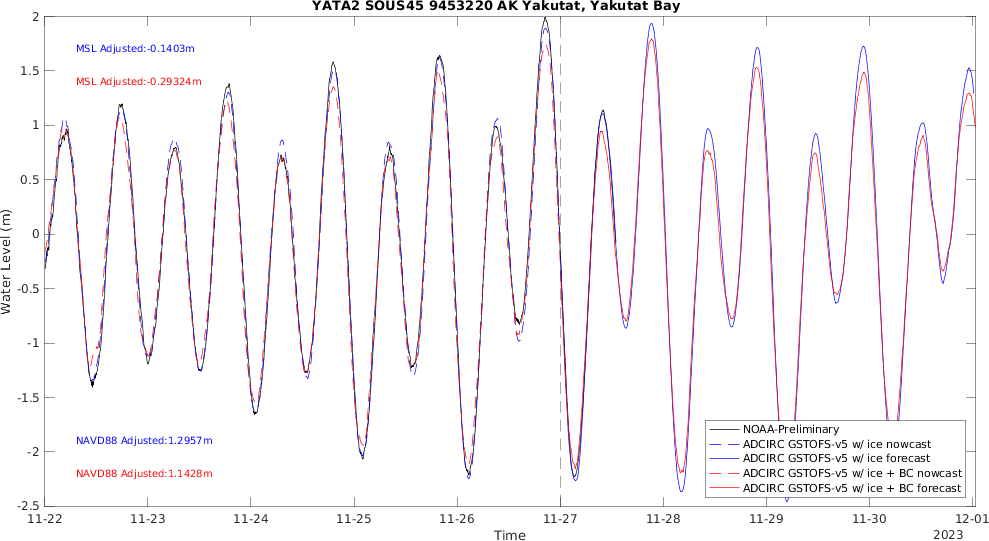 YATA2 SOUS45 9453220 AK Yakutat, Yakutat Bay
2
1.5
1
0.5
0
-0.5
-1
-1.5
-2
-2.5
Water Level (m)
MSL Adjusted:-0.1403m
MSL Adjusted:-0.29324m
NAVD88 Adjusted:1.2957m
NAVD88 Adjusted:1.1428m
NOAA-Preliminary
ADCIRC GSTOFS-v5 w/ ice nowcast
ADCIRC GSTOFS-v5 w/ ice forecast
ADCIRC GSTOFS-v5 w/ ice + BC nowcast
ADCIRC GSTOFS-v5 w/ ice + BC forecast
11-22 11-23 11-24 11-25 11-26 11-27 11-28 11-29 11-30 12-01
Time
2023